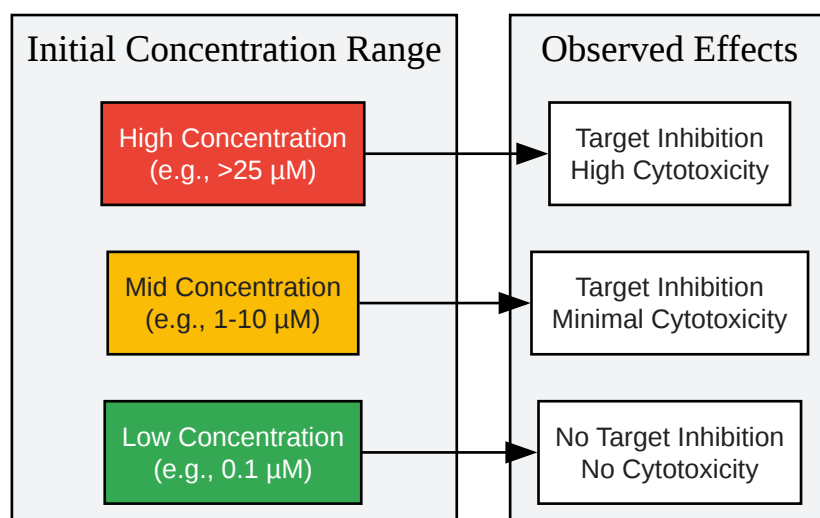 Initial Concentration Range
Observed Effects
High Concentration
(e.g., >25 µM)
Target Inhibition
High Cytotoxicity
Mid Concentration
(e.g., 1-10 µM)
Target Inhibition
Minimal Cytotoxicity
Low Concentration
(e.g., 0.1 µM)
No Target Inhibition
No Cytotoxicity